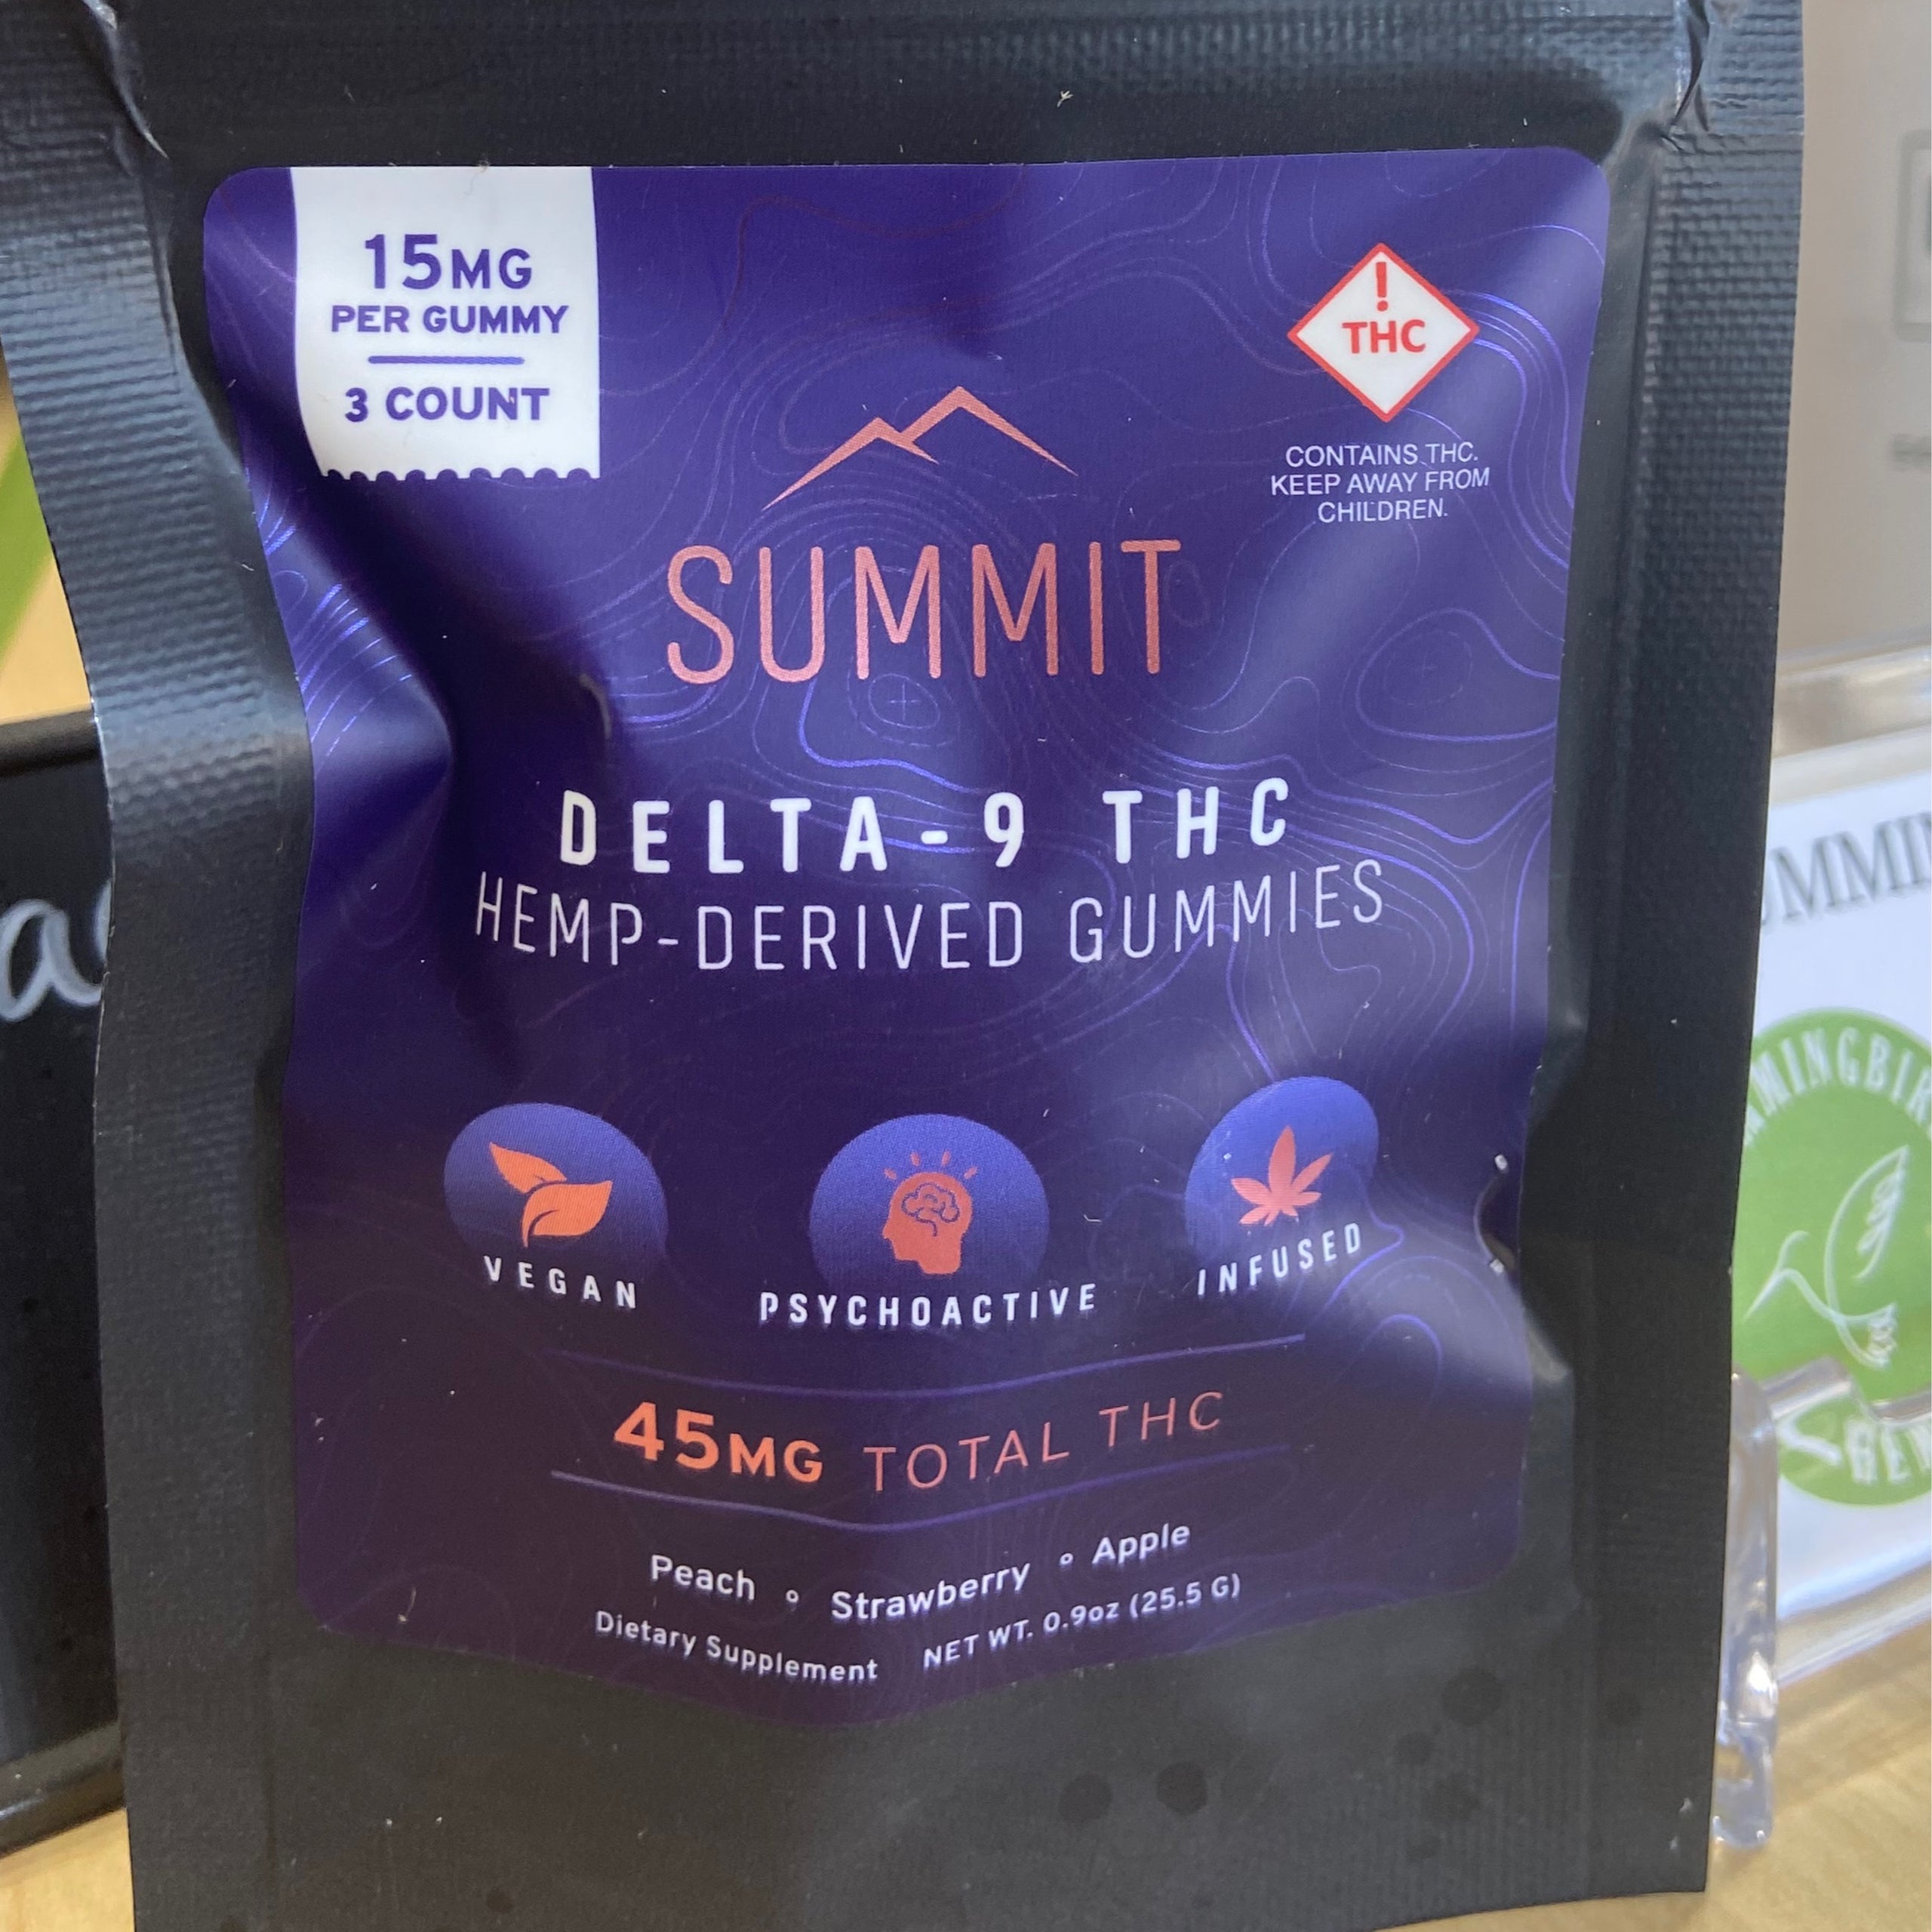 15MG
PER GUMMY
3 COUNT
!
THC
CONTAINS THC.
KEEP AWAY FROM
CHILDREN.
SUMMIT
DELTA-9 THC
HEMP-DERIVED GUMMIES
VEGAN
PSYCHOACTIVE
INFUSED
45MG TOTAL THC
Peach ° Strawberry ° Apple
Dietary Supplement NET WT. 0.9oz (25.5 G)